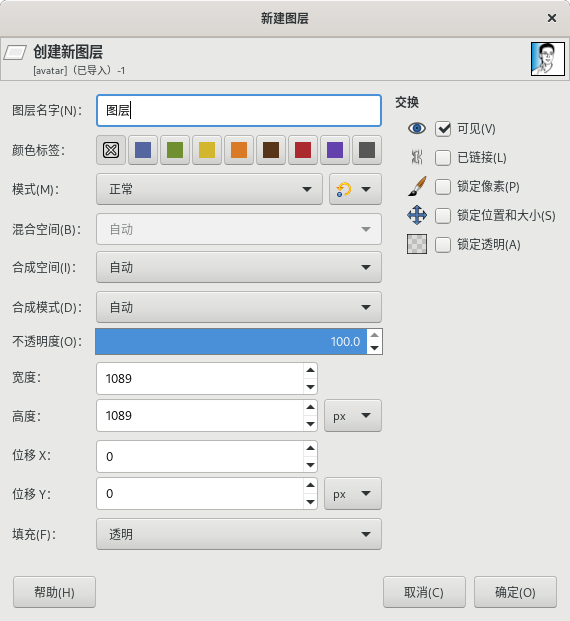 新建图层
创建新图层
[avatar]（已导入）-1
图层名字(N)：
图层
颜色标签：
模式(M)：
正常
混合空间(B)：
自动
合成空间(I)：
自动
合成模式(D)：
自动
不透明度(O)：
100.0
宽度：
1089
高度：
1089
px
位移 X：
0
位移 Y：
0
px
填充(F)：
透明
交换
可见(V)
已链接(L)
锁定像素(P)
锁定位置和大小(S)
锁定透明(A)
帮助(H)
取消(C)
确定(O)